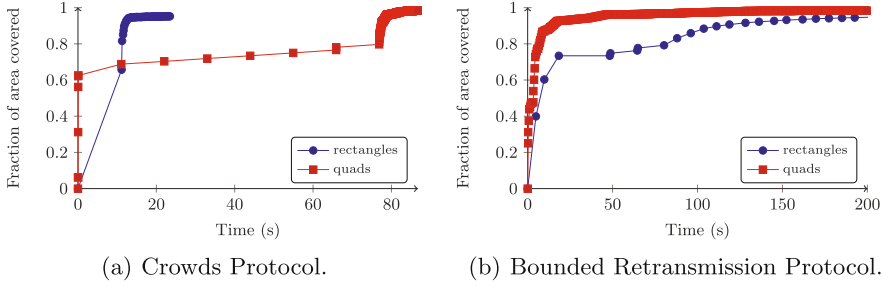 Fraction of area covered
1
0.8
0.6
0.4
0.2
0
0 20 40 60 80
Time (s)
rectangles
quads
(a) Crowds Protocol.
Fraction of area covered
1
0.8
0.6
0.4
0.2
0
0 50 100 150 200
Time (s)
rectangles
quads
(b) Bounded Retransmission Protocol.